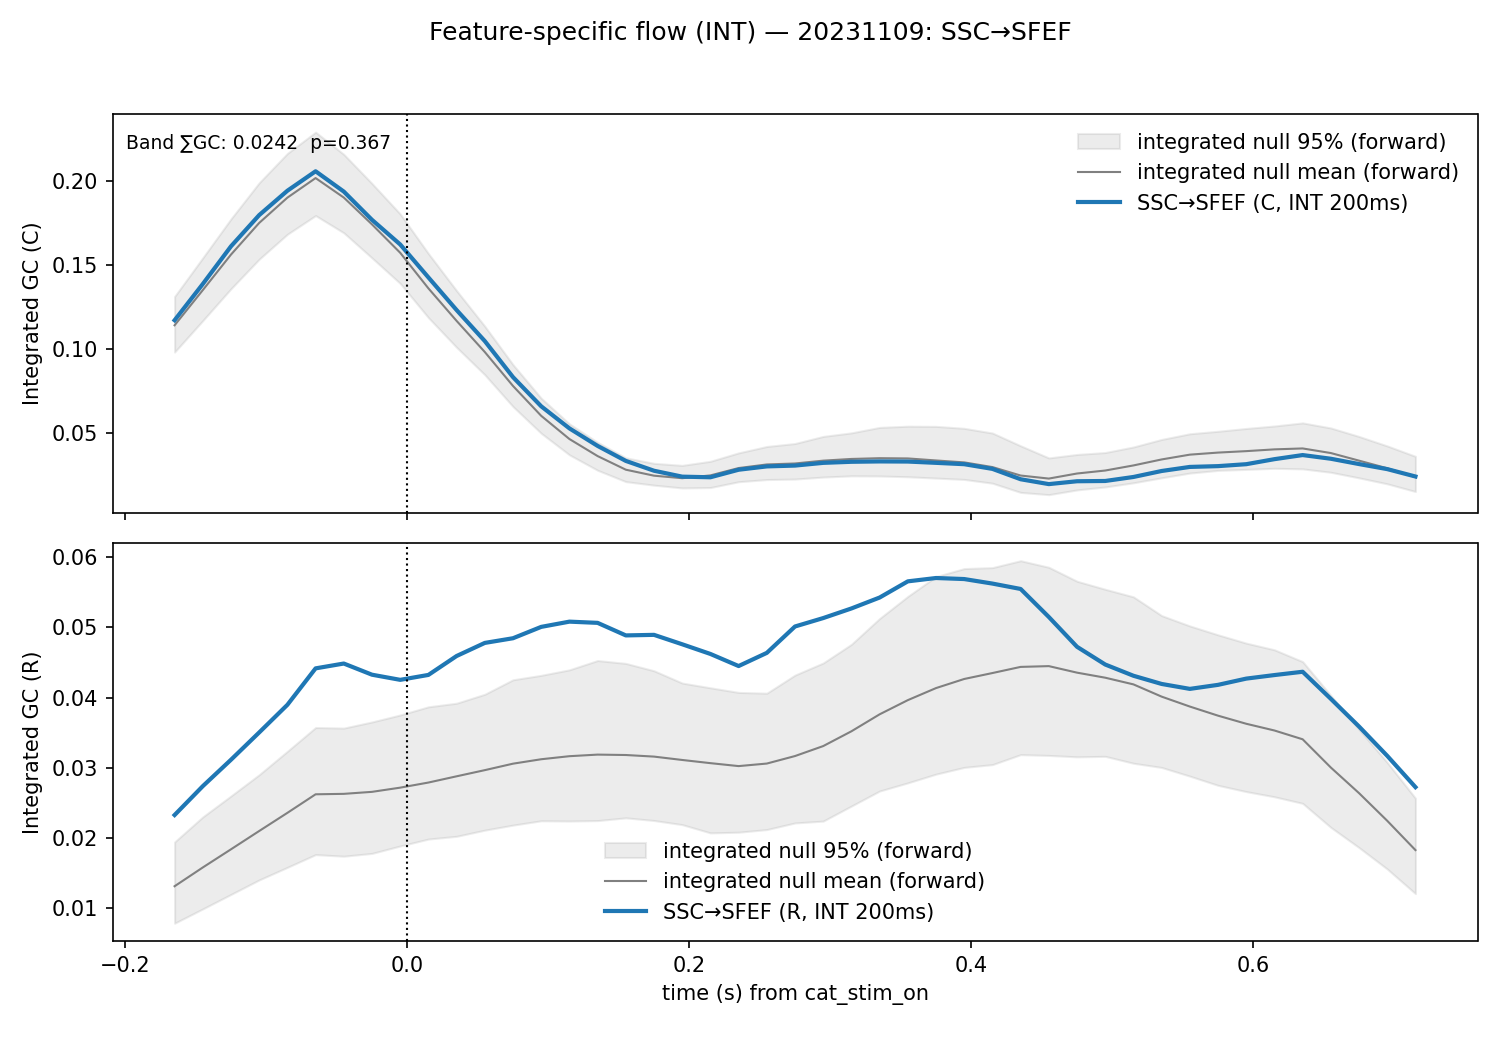 Feature-specific flow (INT) — 20231109: SSC→SFEF
Band ∑GC: 0.0242  p=0.367
integrated null 95% (forward)
integrated null mean (forward)
SSC→SFEF (C, INT 200ms)
Integrated GC (C)
0.20
0.15
0.10
0.05
Integrated GC (R)
0.06
0.05
0.04
0.03
0.02
0.01
integrated null 95% (forward)
integrated null mean (forward)
SSC→SFEF (R, INT 200ms)
−0.2 0.0 0.2 0.4 0.6
time (s) from cat_stim_on